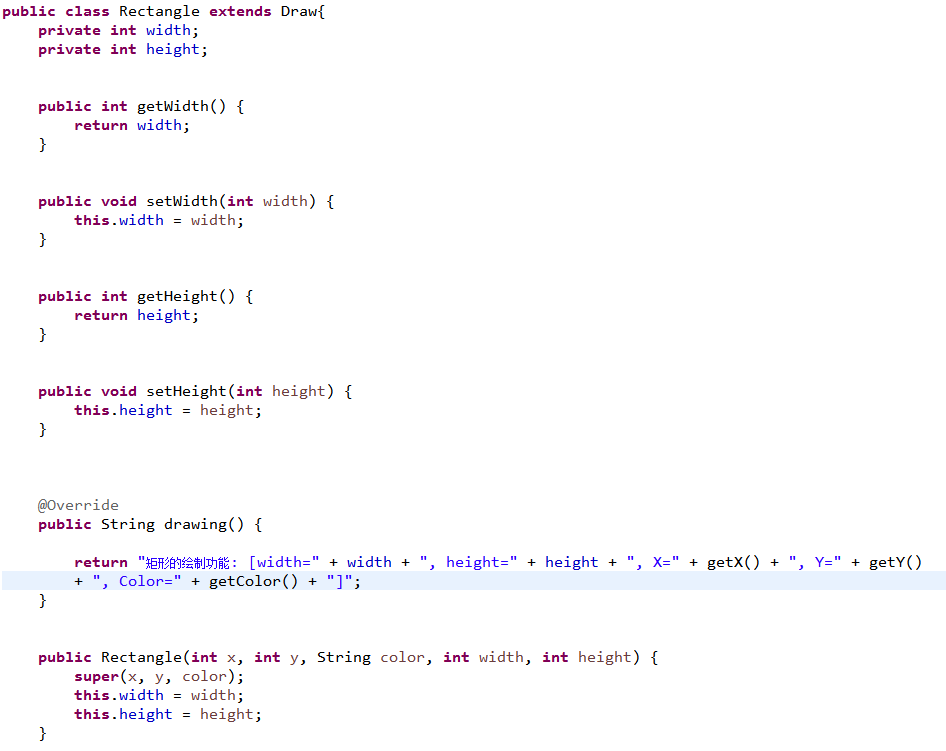 public class Rectangle extends Draw{
    private int width;
    private int height;
    public int getWidth() {
        return width;
    }
    public void setWidth(int width) {
        this.width = width;
    }
    public int getHeight() {
        return height;
    }
    public void setHeight(int height) {
        this.height = height;
    }
    @Override
    public String drawing() {
        return "矩形的绘制功能: [width=" + width + ", height=" + height + ", X=" + getX() + ", Y=" + getY()
        + ", Color=" + getColor() + "]";
    }
    public Rectangle(int x, int y, String color, int width, int height) {
        super(x, y, color);
        this.width = width;
        this.height = height;
    }